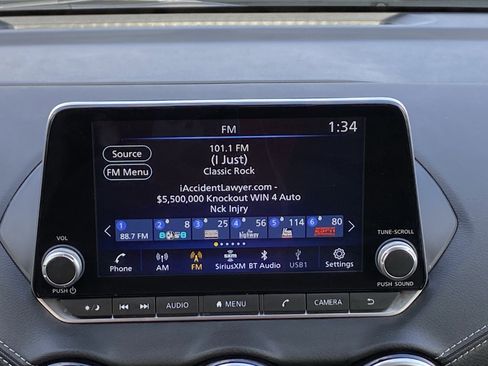 FM
1:34
Source
FM Menu
101.1 FM
(I Just)
Classic Rock
iAccidentLawyer.com -
$5,500,000 Knockout WIN 4 Auto
Nck Injry
1 2 8 3 25 4 56 5 114 6 80
88.7 FM
Phone AM FM SiriusXM BT Audio USB1 Settings
VOL
PUSH
TUNE-SCROLL
PUSH SOUND
AUDIO MENU CAMERA